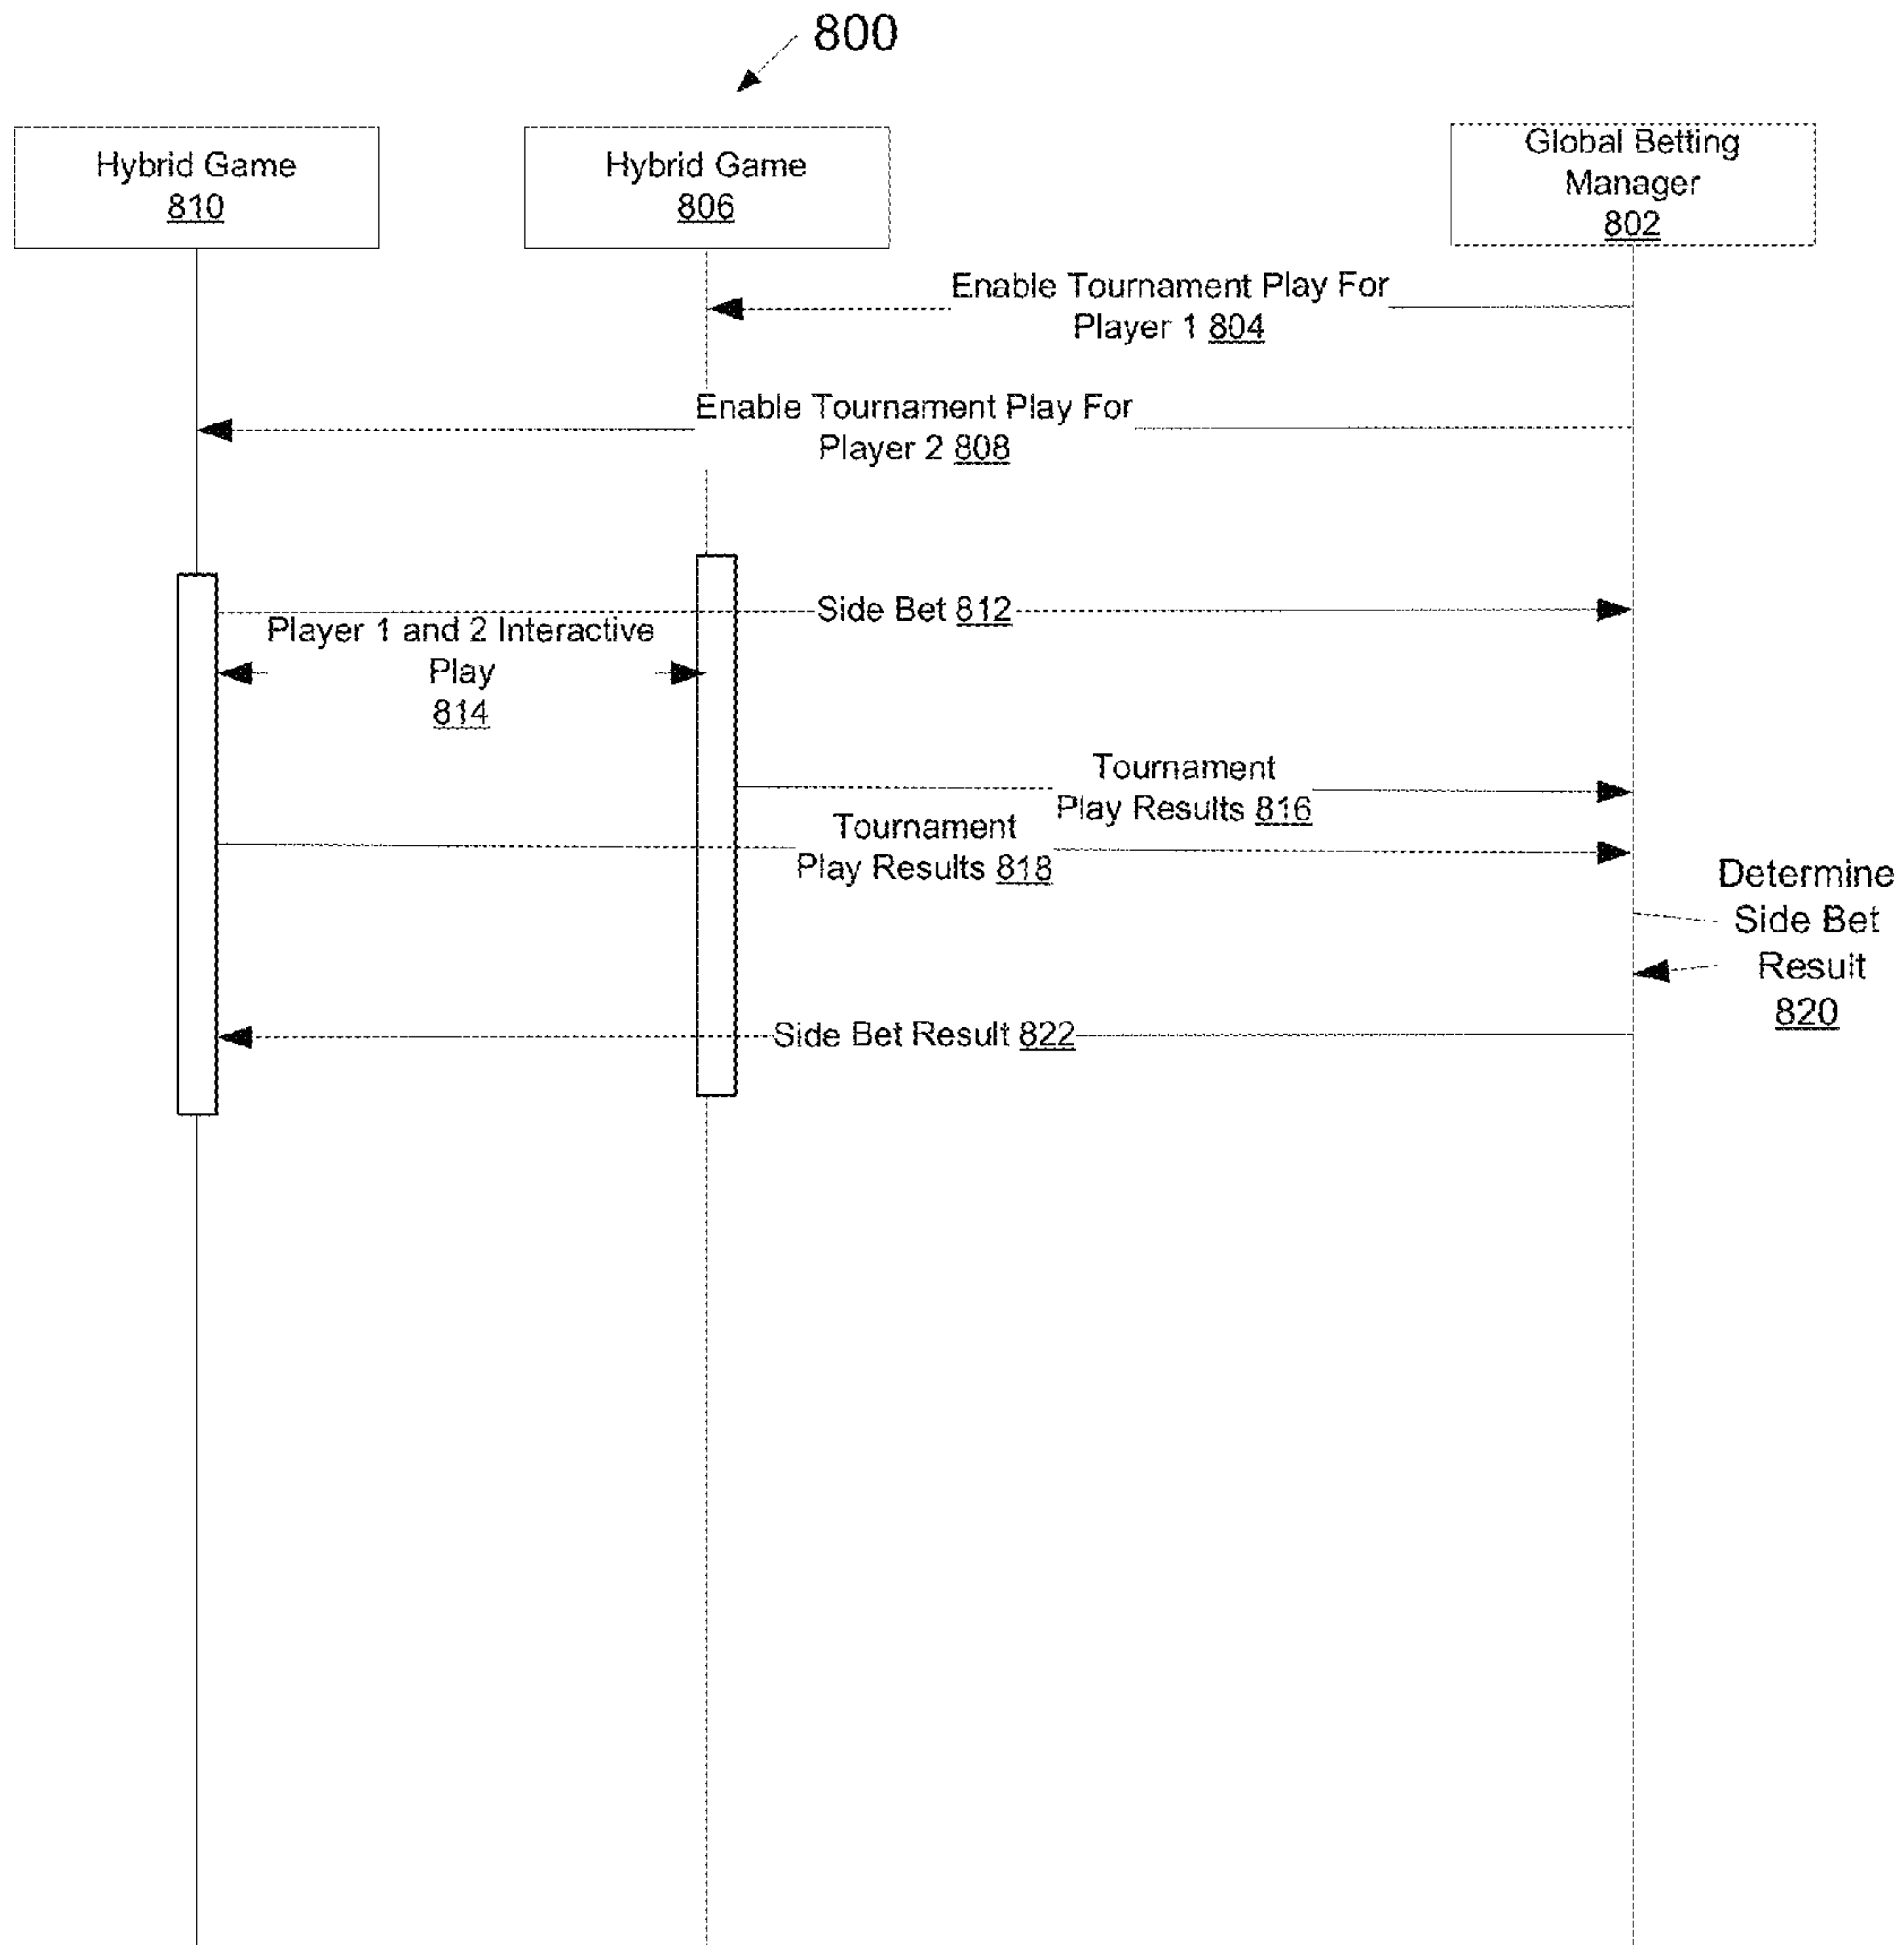 800
Hybrid Game
810
Hybrid Game
806
Global Betting
Manager
802
Enable Tournament Play For
Player 1 804
Enable Tournament Play For
Player 2 808
Side Bet 812
Player 1 and 2 Interactive
Play
814
Tournament
Play Results 816
Tournament
Play Results 818
Determine
Side Bet
Result
820
Side Bet Result 822